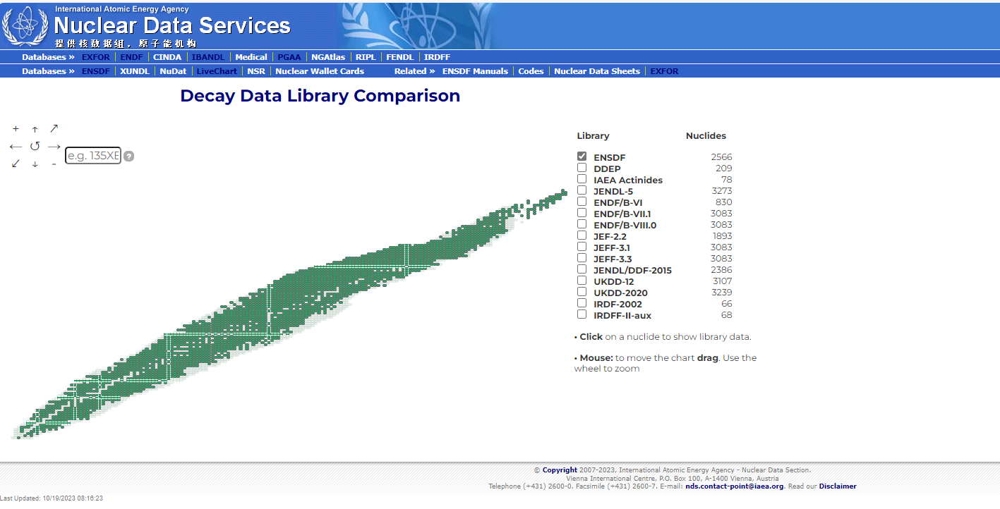 International Atomic Energy Agency
Nuclear Data Services
提供核数据组，原子能机构
Databases » EXFOR ENDF CINDA IBANDL Medical PGAA NGAtlas RIPL FENDL IRDFF
Databases » ENSDF XUNDL NuDat LiveChart NSR Nuclear Wallet Cards Related » ENSDF Manuals Codes Nuclear Data Sheets EXFOR
Decay Data Library Comparison
+ ↑ ↗
← ↺ →
e.g. 135XE ?
↙ ↓ -
Library Nuclides
ENSDF 2566
DDEP 209
IAEA Actinides 78
JENDL-5 3273
ENDF/B-VI 830
ENDF/B-VII.1 3083
ENDF/B-VIII.0 3083
JEF-2.2 1893
JEFF-3.1 3083
JEFF-3.3 3083
JENDL/DDF-2015 2386
UKDD-12 3107
UKDD-2020 3239
IRDF-2002 66
IRDFF-II-aux 68
• Click on a nuclide to show library data.
• Mouse: to move the chart drag. Use the
wheel to zoom
© Copyright 2007-2023, International Atomic Energy Agency - Nuclear Data Section.
Vienna International Centre, P.O. Box 100, A-1400 Vienna, Austria
Telephone (+431) 2600-0. Facsimile (+431) 2600-7. E-mail: nds.contact-point@iaea.org. Read our Disclaimer
Last Updated: 10/19/2023 08:16:23